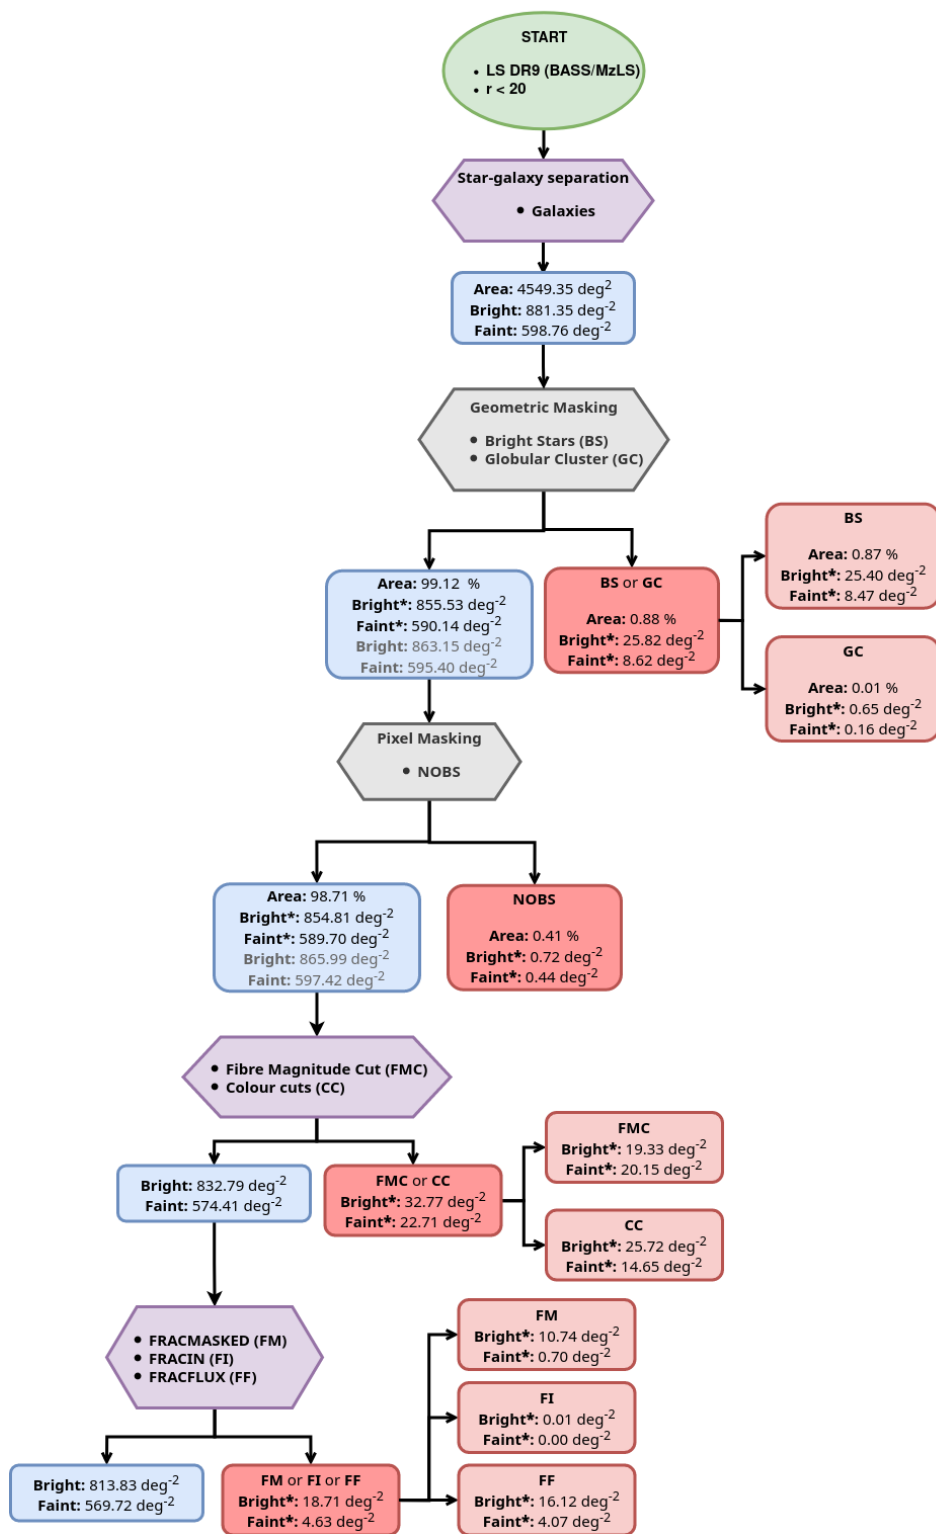 START
• LS DR9 (BASS/MzLS)
• r < 20
Star-galaxy separation
• Galaxies
Area: 4549.35 deg²
Bright: 881.35 deg⁻²
Faint: 598.76 deg⁻²
Geometric Masking
• Bright Stars (BS)
• Globular Cluster (GC)
Area: 99.12 %
Bright*: 855.53 deg⁻²
Faint*: 590.14 deg⁻²
Bright: 863.15 deg⁻²
Faint: 595.40 deg⁻²
BS or GC
Area: 0.88 %
Bright*: 25.82 deg⁻²
Faint*: 8.62 deg⁻²
BS
Area: 0.87 %
Bright*: 25.40 deg⁻²
Faint*: 8.47 deg⁻²
GC
Area: 0.01 %
Bright*: 0.65 deg⁻²
Faint*: 0.16 deg⁻²
Pixel Masking
• NOBS
Area: 98.71 %
Bright*: 854.81 deg⁻²
Faint*: 589.70 deg⁻²
Bright: 865.99 deg⁻²
Faint: 597.42 deg⁻²
NOBS
Area: 0.41 %
Bright*: 0.72 deg⁻²
Faint*: 0.44 deg⁻²
• Fibre Magnitude Cut (FMC)
• Colour cuts (CC)
Bright: 832.79 deg⁻²
Faint: 574.41 deg⁻²
FMC or CC
Bright*: 32.77 deg⁻²
Faint*: 22.71 deg⁻²
FMC
Bright*: 19.33 deg⁻²
Faint*: 20.15 deg⁻²
CC
Bright*: 25.72 deg⁻²
Faint*: 14.65 deg⁻²
• FRACMASKED (FM)
• FRACIN (FI)
• FRACFLUX (FF)
Bright: 813.83 deg⁻²
Faint: 569.72 deg⁻²
FM or FI or FF
Bright*: 18.71 deg⁻²
Faint*: 4.63 deg⁻²
FM
Bright*: 10.74 deg⁻²
Faint*: 0.70 deg⁻²
FI
Bright*: 0.01 deg⁻²
Faint*: 0.00 deg⁻²
FF
Bright*: 16.12 deg⁻²
Faint*: 4.07 deg⁻²